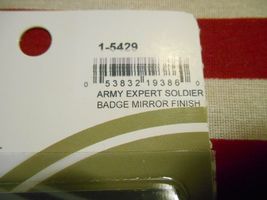 1-5429
0 53832 19386 0
ARMY EXPERT SOLDIER
BADGE MIRROR FINISH